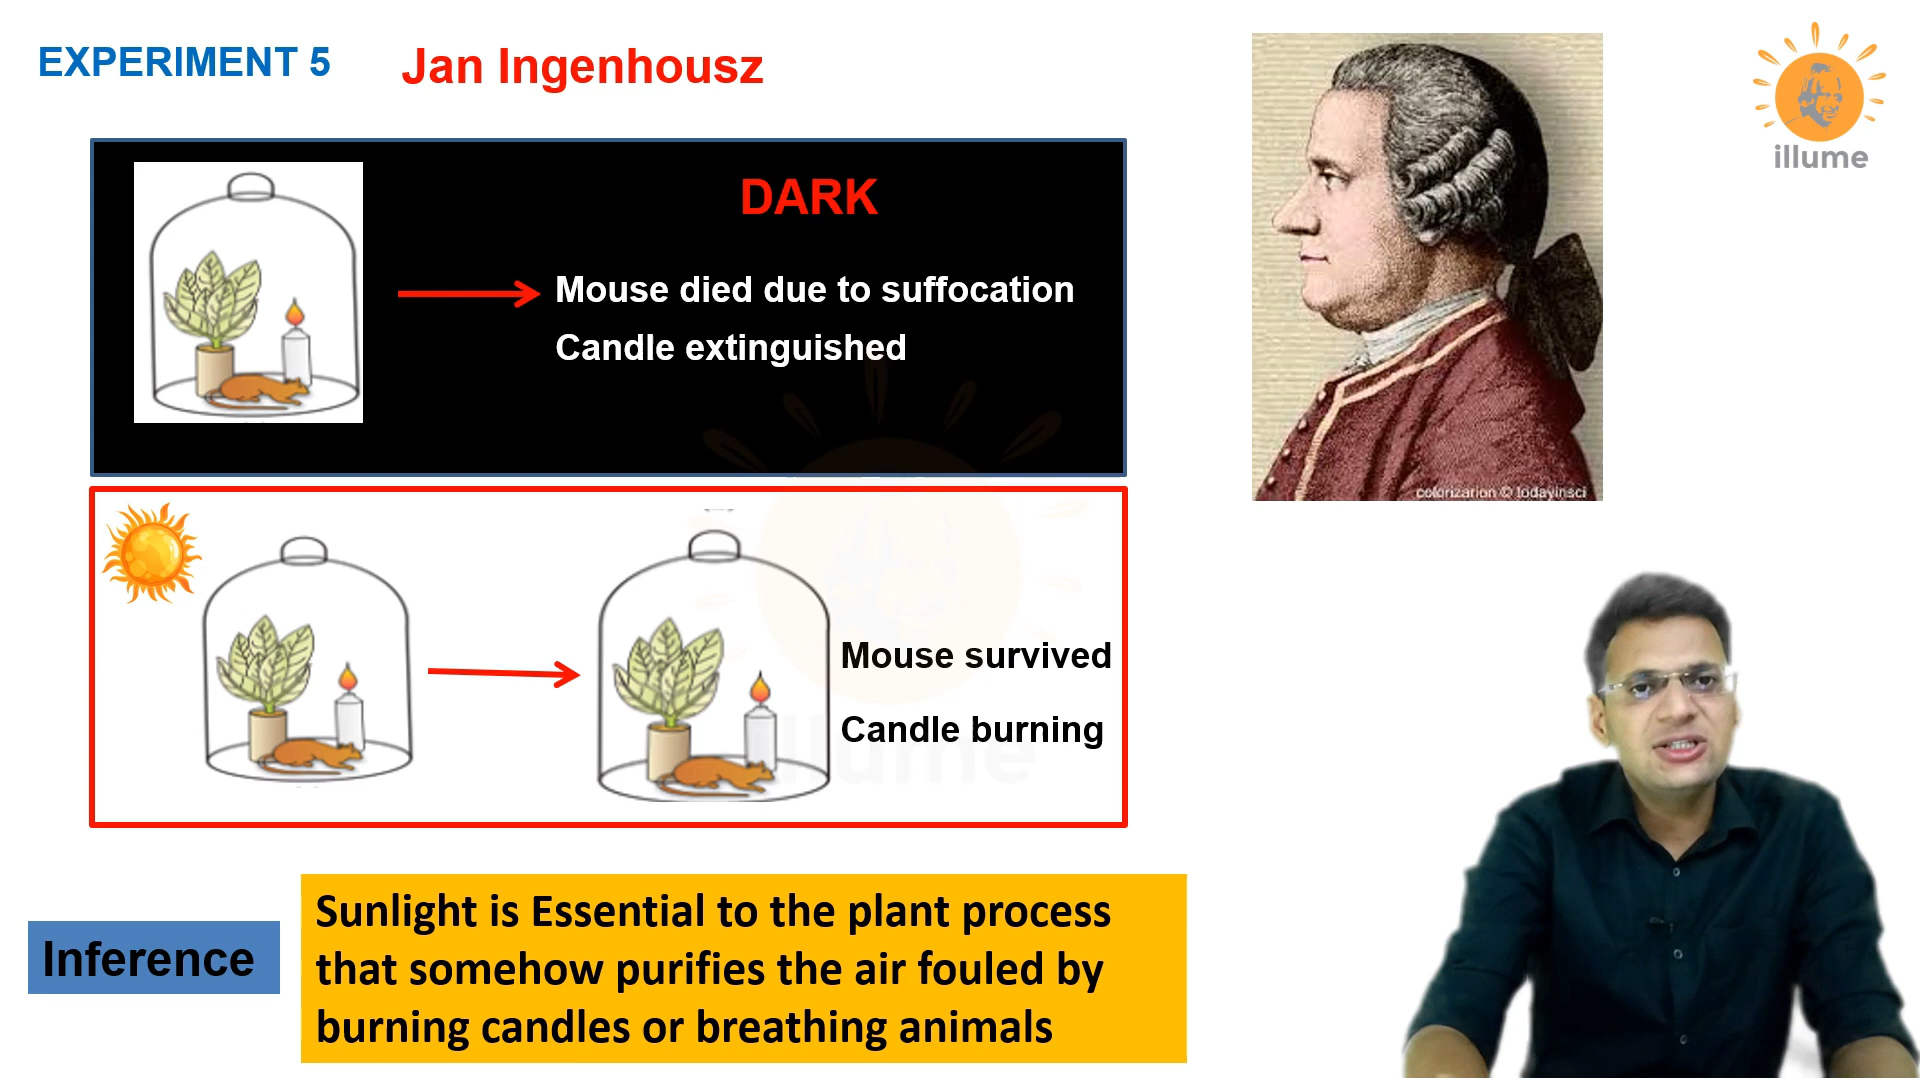 EXPERIMENT 5
Jan Ingenhousz
illume
DARK
Mouse died due to suffocation
Candle extinguished
colorization © todayinsci
Mouse survived
Candle burning
illume
Inference
Sunlight is Essential to the plant process
that somehow purifies the air fouled by
burning candles or breathing animals